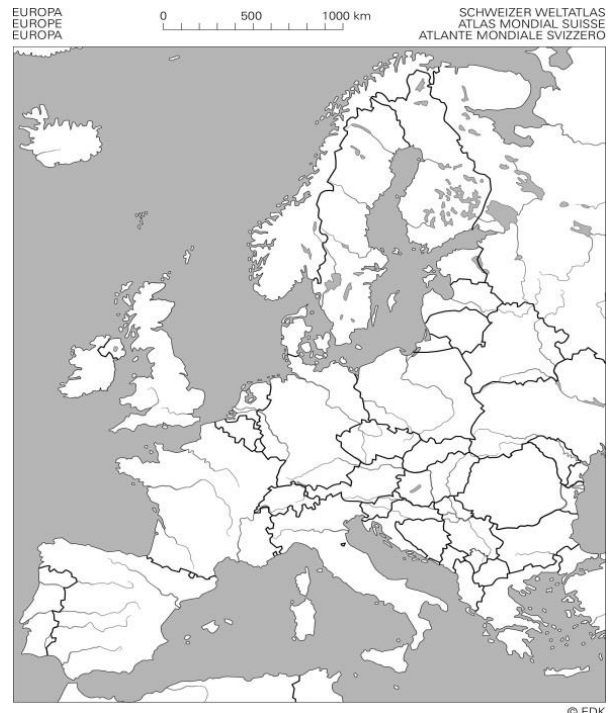 EUROPA
EUROPE
EUROPA
0 500 1000 km
SCHWEIZER WELTATLAS
ATLAS MONDIAL SUISSE
ATLANTE MONDIALE SVIZZERO
© EDK